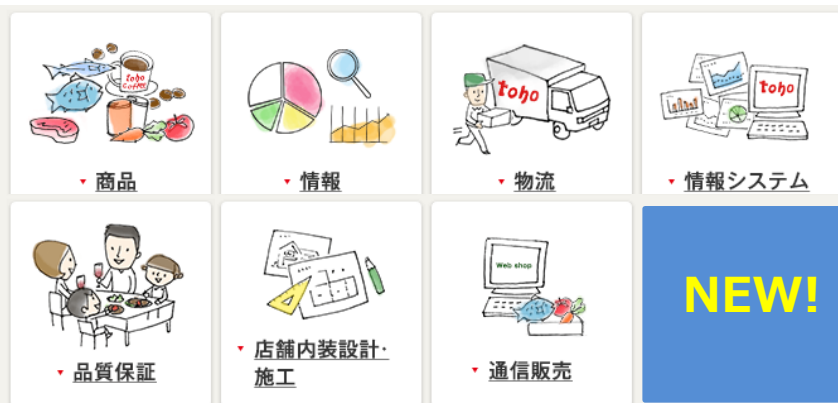 toho
coffee
toho
toho
商品
情報
物流
情報システム
Web shop
NEW!
品質保証
店舗内装設計・
施工
通信販売